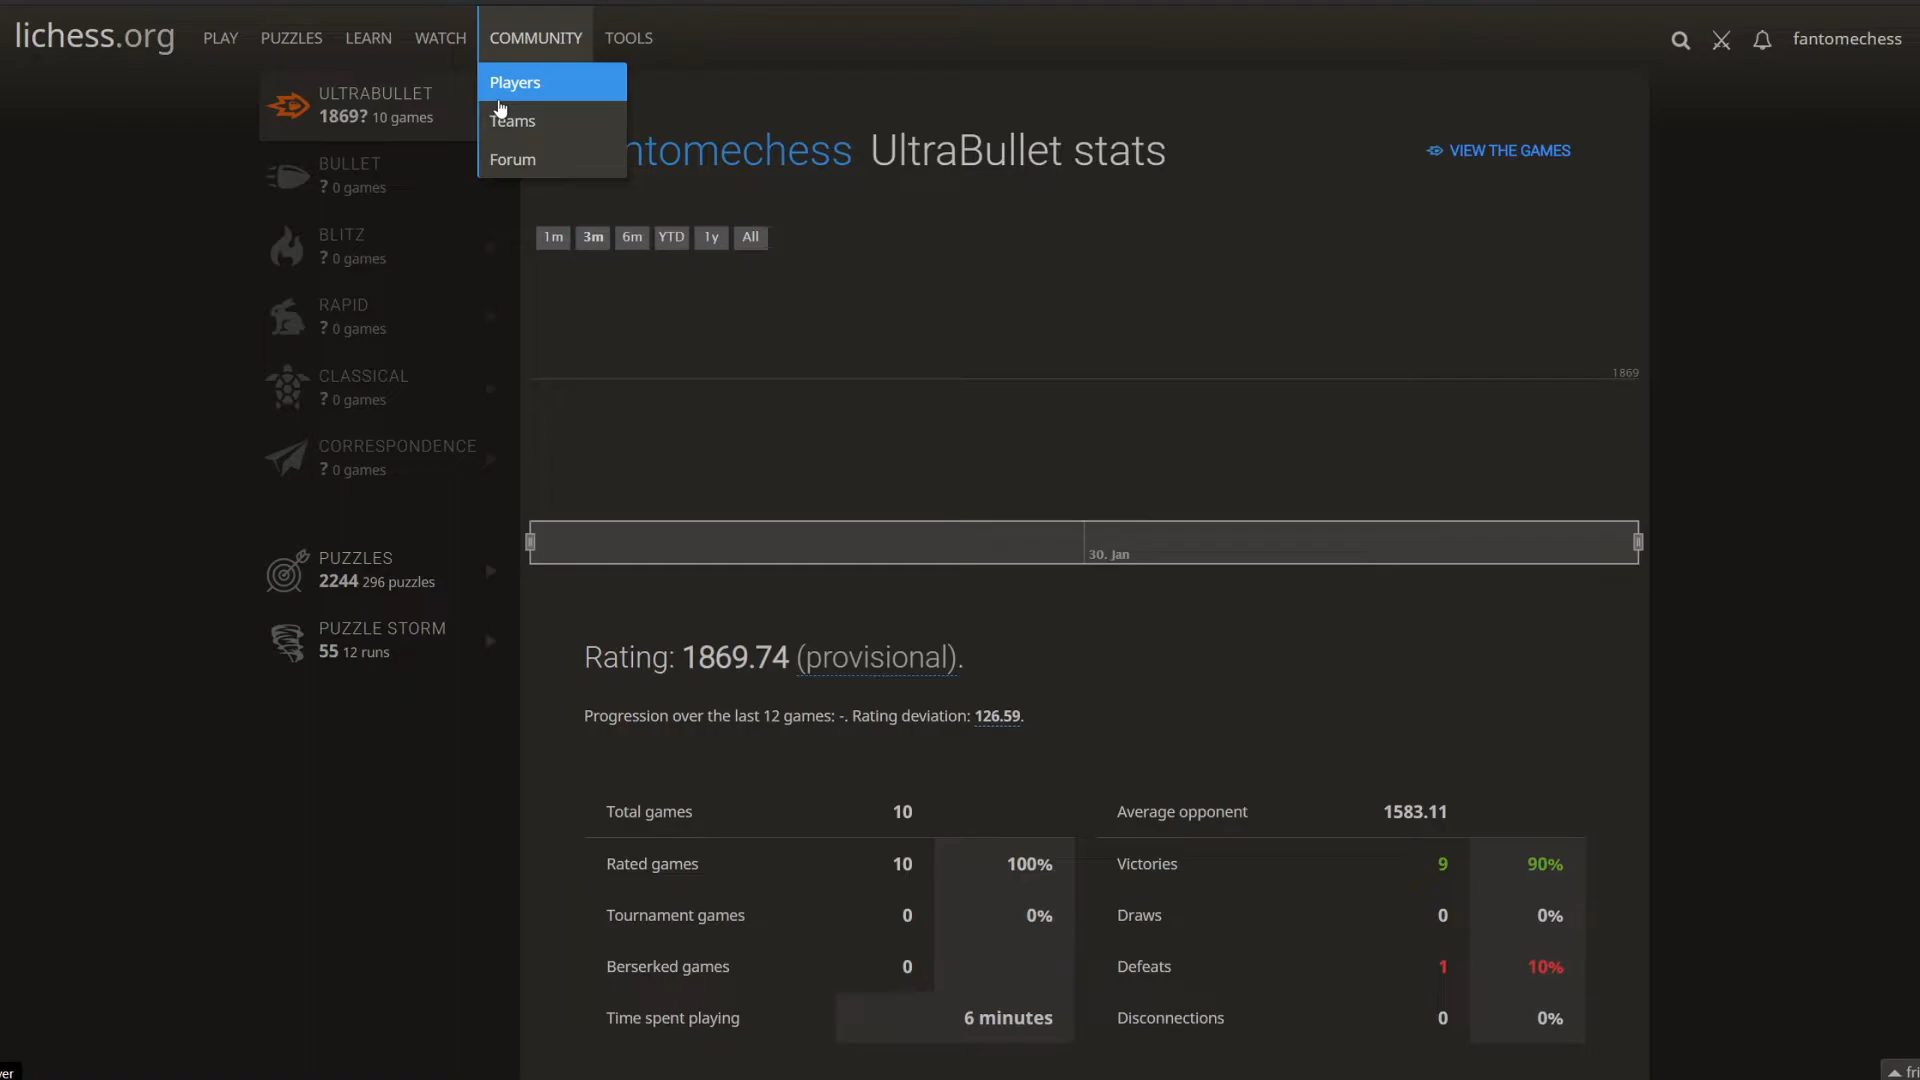 lichess.org PLAY PUZZLES LEARN WATCH COMMUNITY TOOLS fantomechess
Players
Teams
Forum
ULTRABULLET
1869? 10 games
BULLET
? 0 games
BLITZ
? 0 games
RAPID
? 0 games
CLASSICAL
? 0 games
CORRESPONDENCE
? 0 games
PUZZLES
2244 296 puzzles
PUZZLE STORM
55 12 runs
ntomechess UltraBullet stats
VIEW THE GAMES
1m 3m 6m YTD 1y All
1869
30. Jan
Rating: 1869.74 (provisional).
Progression over the last 12 games: -. Rating deviation: 126.59.
Total games 10
Rated games 10 100%
Tournament games 0 0%
Berserked games 0
Time spent playing 6 minutes
Average opponent 1583.11
Victories 9 90%
Draws 0 0%
Defeats 1 10%
Disconnections 0 0%
ver
fri